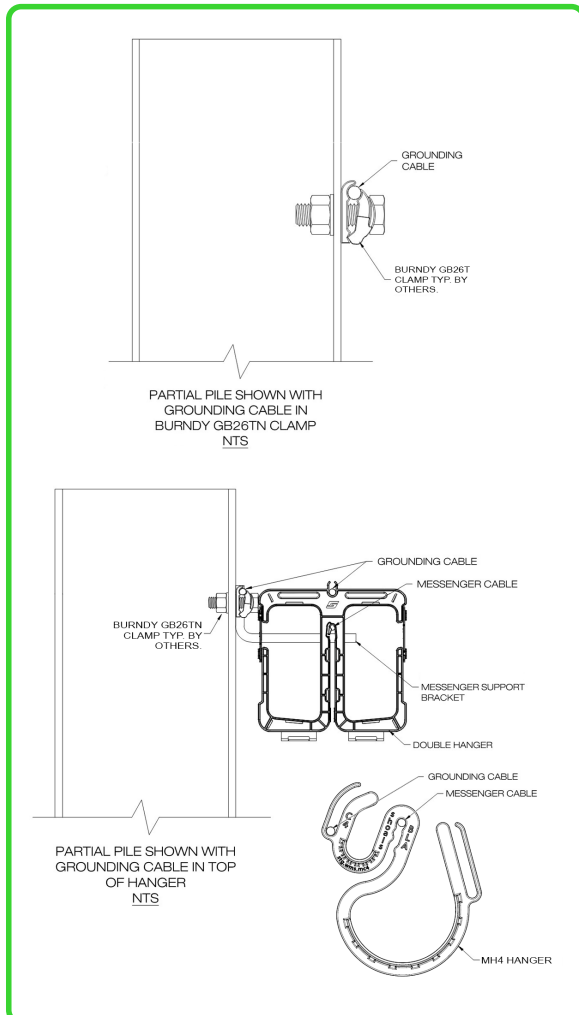 GROUNDING
CABLE
BURNDY GB26T
CLAMP TYP. BY
OTHERS.
PARTIAL PILE SHOWN WITH
GROUNDING CABLE IN
BURNDY GB26TN CLAMP
NTS
GROUNDING CABLE
MESSENGER CABLE
BURNDY GB26TN
CLAMP TYP. BY
OTHERS.
MESSENGER SUPPORT
BRACKET
DOUBLE HANGER
GROUNDING CABLE
MESSENGER CABLE
PARTIAL PILE SHOWN WITH
GROUNDING CABLE IN TOP
OF HANGER
NTS
MH4 HANGER